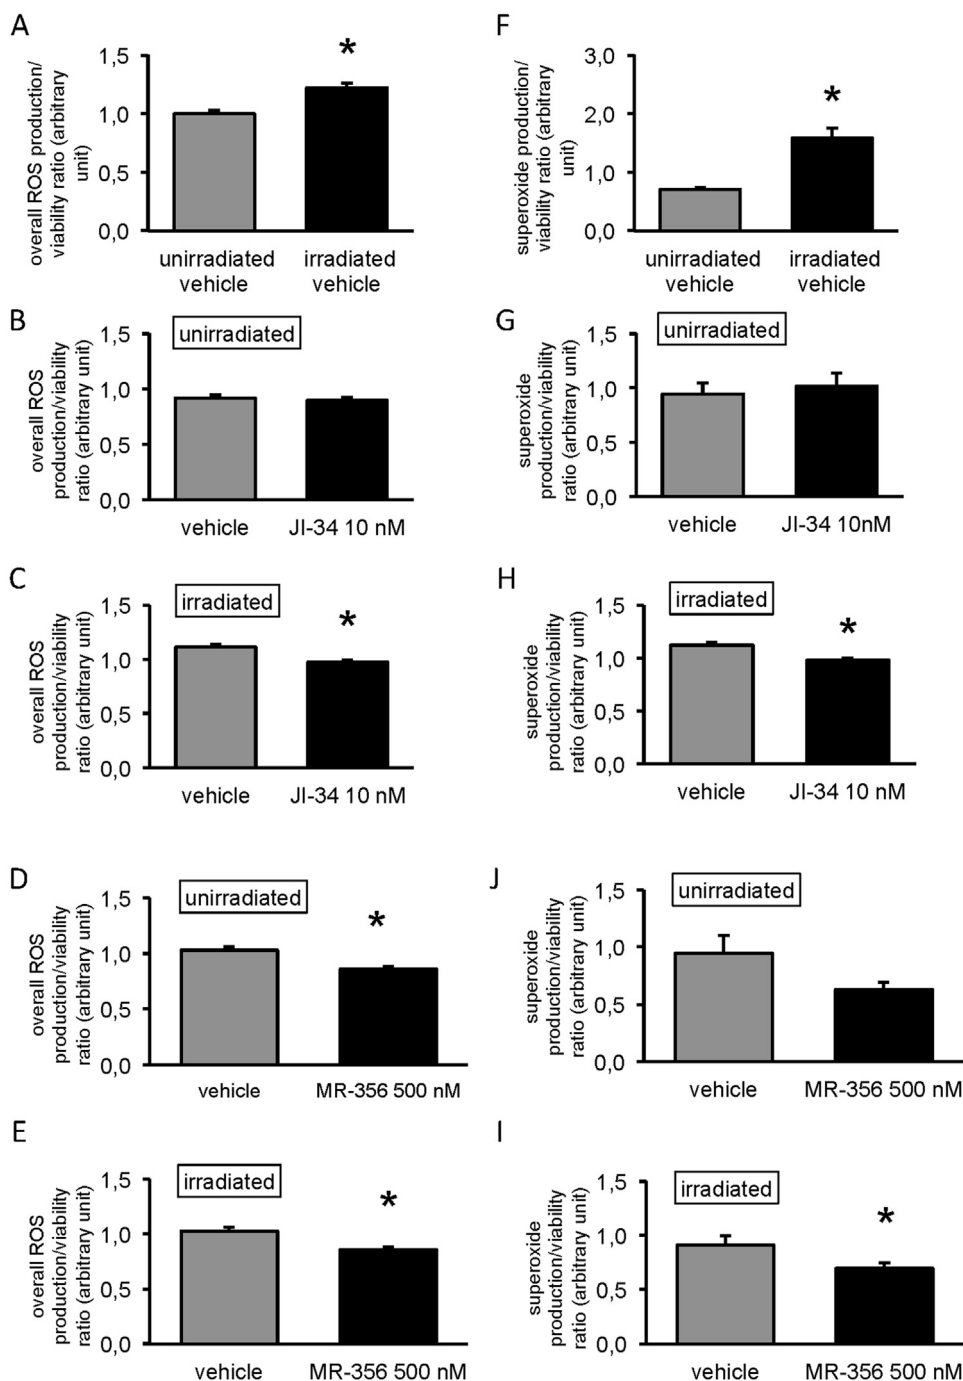 A
overall ROS production/
viability ratio (arbitrary
unit)
1,5
1,0
0,5
0,0
*
unirradiated
vehicle
irradiated
vehicle
F
superoxide production/
viability ratio (arbitrary
unit)
3,0
2,0
1,0
0,0
*
unirradiated
vehicle
irradiated
vehicle
B
overall ROS
production/viability
ratio (arbitrary unit)
1,5
1,0
0,5
0,0
unirradiated
vehicle
JI-34 10 nM
G
superoxide
production/viability
ratio (arbitrary unit)
1,5
1,0
0,5
0,0
unirradiated
vehicle
JI-34 10nM
C
overall ROS
production/viability
ratio (arbitrary unit)
1,5
1,0
0,5
0,0
irradiated
*
vehicle
JI-34 10 nM
H
superoxide
production/viability
ratio (arbitrary unit)
1,5
1,0
0,5
0,0
irradiated
*
vehicle
JI-34 10 nM
D
overall ROS
production/viability
ratio (arbitrary unit)
1,5
1,0
0,5
0,0
unirradiated
*
vehicle
MR-356 500 nM
J
superoxide
production/viability
ratio (arbitrary unit)
1,5
1,0
0,5
0,0
unirradiated
vehicle
MR-356 500 nM
E
overall ROS
production/viability
ratio (arbitrary unit)
1,5
1,0
0,5
0,0
irradiated
*
vehicle
MR-356 500 nM
I
superoxide
production/viability
ratio (arbitrary unit)
1,5
1,0
0,5
0,0
irradiated
*
vehicle
MR-356 500 nM